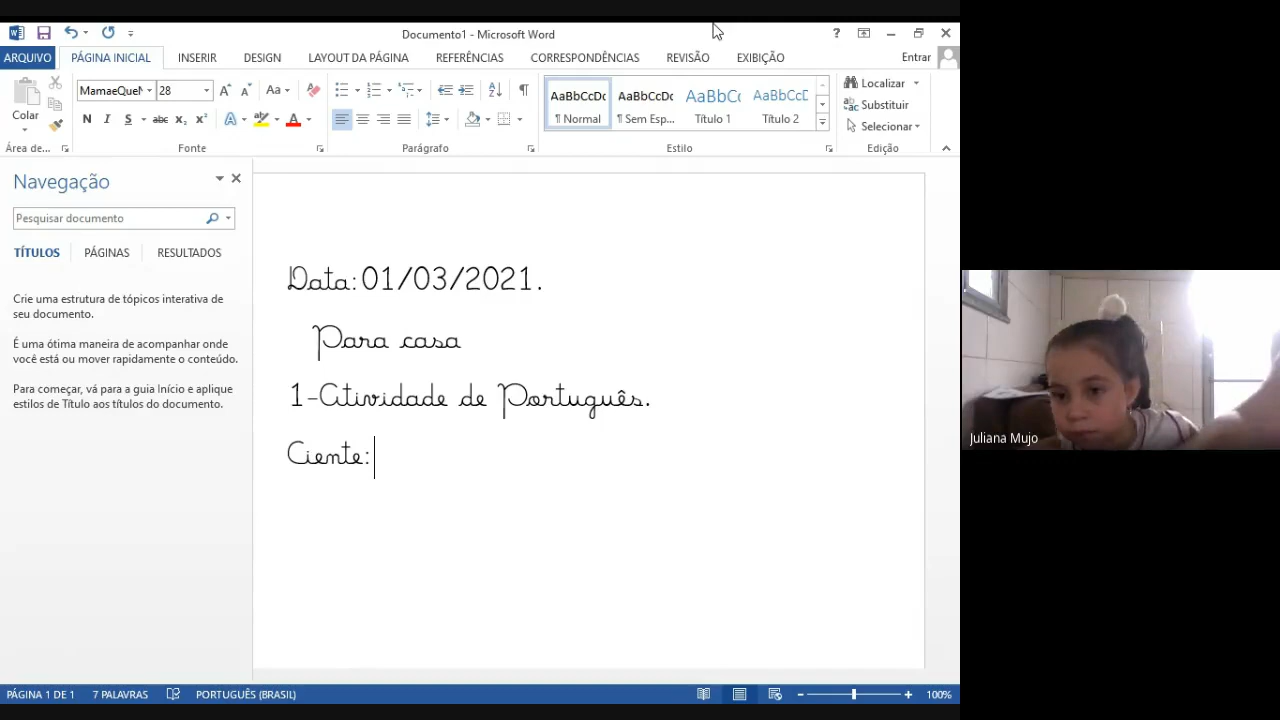 Documento1 - Microsoft Word
Entrar
ARQUIVO PÁGINA INICIAL INSERIR DESIGN LAYOUT DA PÁGINA REFERÊNCIAS CORRESPONDÊNCIAS REVISÃO EXIBIÇÃO
Colar
MamaeQueN 28
N I S abc x₂ x²
AaBbCcDc AaBbCcDc AaBbC( AaBbCcD
¶ Normal ¶ Sem Esp... Título 1 Título 2
Localizar
Substituir
Selecionar
Área de... Fonte Parágrafo Estilo Edição
Navegação
Pesquisar documento
TÍTULOS PÁGINAS RESULTADOS
Crie uma estrutura de tópicos interativa de
seu documento.
É uma ótima maneira de acompanhar onde
você está ou mover rapidamente o conteúdo.
Para começar, vá para a guia Início e aplique
estilos de Título aos títulos do documento.
Data: 01/03/2021.
Para casa
1-Atividade de Português.
Ciente:
Juliana Mujo
PÁGINA 1 DE 1 7 PALAVRAS PORTUGUÊS (BRASIL) 100%